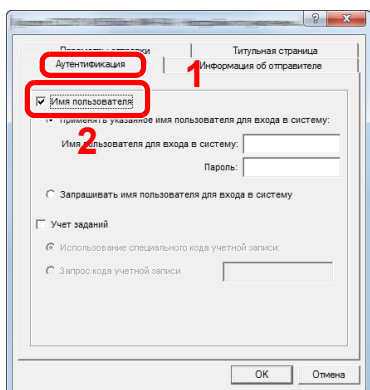 Параметры отправки
Титульная страница
Аутентификация
Информация об отправителе
1
Имя пользователя
Применять указанное имя пользователя для входа в систему:
2
Имя пользователя для входа в систему:
Пароль:
Запрашивать имя пользователя для входа в систему
Учет заданий
Использование специального кода учетной записи:
Запрос кода учетной записи
OK
Отмена